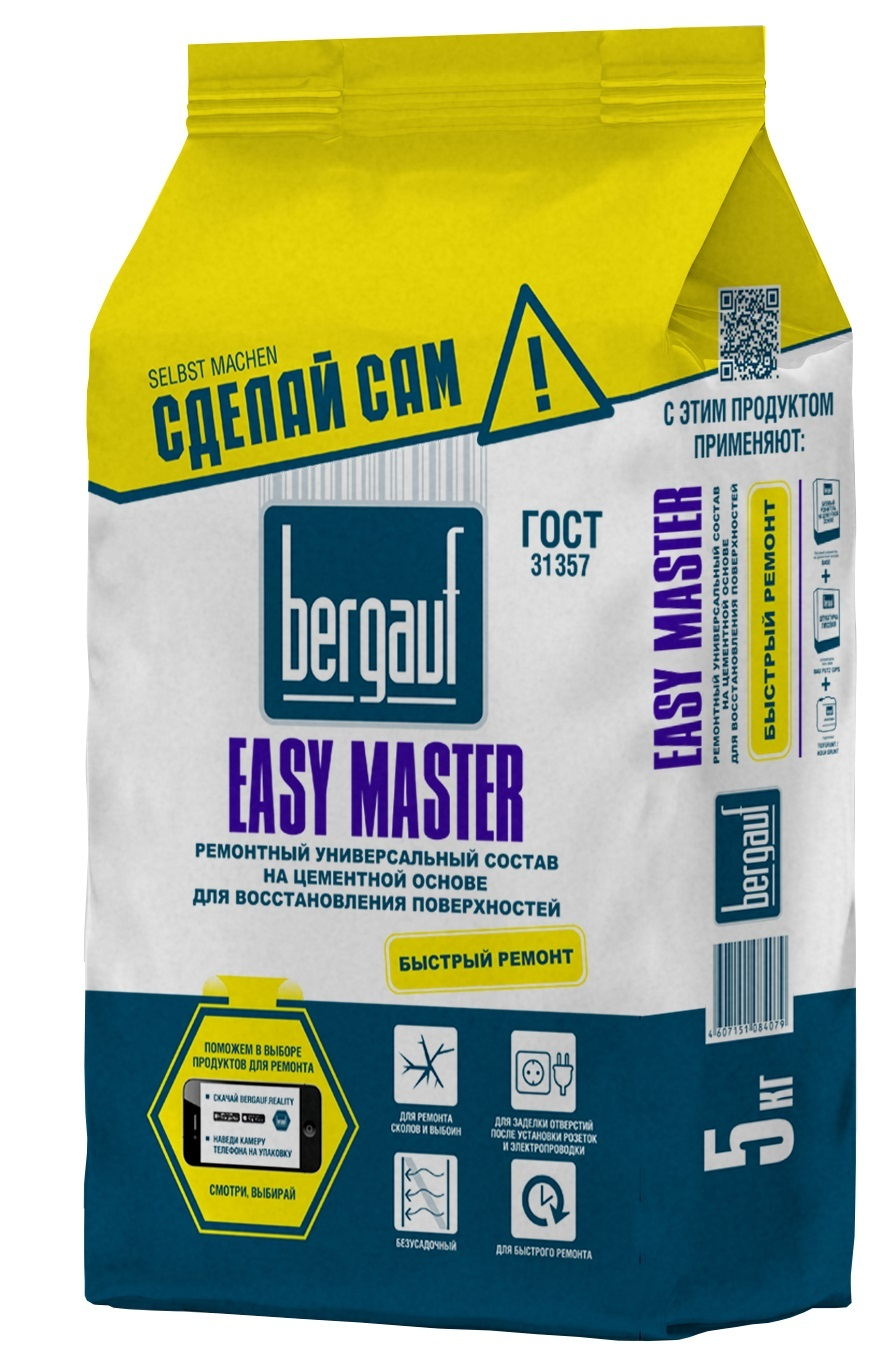 SELBST MACHEN
СДЕЛАЙ САМ
!
bergauf
ГОСТ
31357
EASY MASTER
РЕМОНТНЫЙ УНИВЕРСАЛЬНЫЙ СОСТАВ
НА ЦЕМЕНТНОЙ ОСНОВЕ
ДЛЯ ВОССТАНОВЛЕНИЯ ПОВЕРХНОСТЕЙ
БЫСТРЫЙ РЕМОНТ
ПОМОЖЕМ В ВЫБОРЕ
ПРОДУКТОВ ДЛЯ РЕМОНТА
СКАЧАЙ BERGAUF.REALITY
НАВЕДИ КАМЕРУ
ТЕЛЕФОНА НА УПАКОВКУ
СМОТРИ, ВЫБИРАЙ
ДЛЯ РЕМОНТА
СКОЛОВ И ВЫБОИН
ДЛЯ ЗАДЕЛКИ ОТВЕРСТИЙ
ПОСЛЕ УСТАНОВКИ РОЗЕТОК
И ЭЛЕКТРОПРОВОДКИ
БЕЗУСАДОЧНЫЙ
ДЛЯ БЫСТРОГО РЕМОНТА
С ЭТИМ ПРОДУКТОМ
ПРИМЕНЯЮТ:
EASY MASTER
РЕМОНТНЫЙ УНИВЕРСАЛЬНЫЙ СОСТАВ
НА ЦЕМЕНТНОЙ ОСНОВЕ
ДЛЯ ВОССТАНОВЛЕНИЯ ПОВЕРХНОСТЕЙ
БЫСТРЫЙ РЕМОНТ
+
+
bergauf
4607151084079
5 КГ